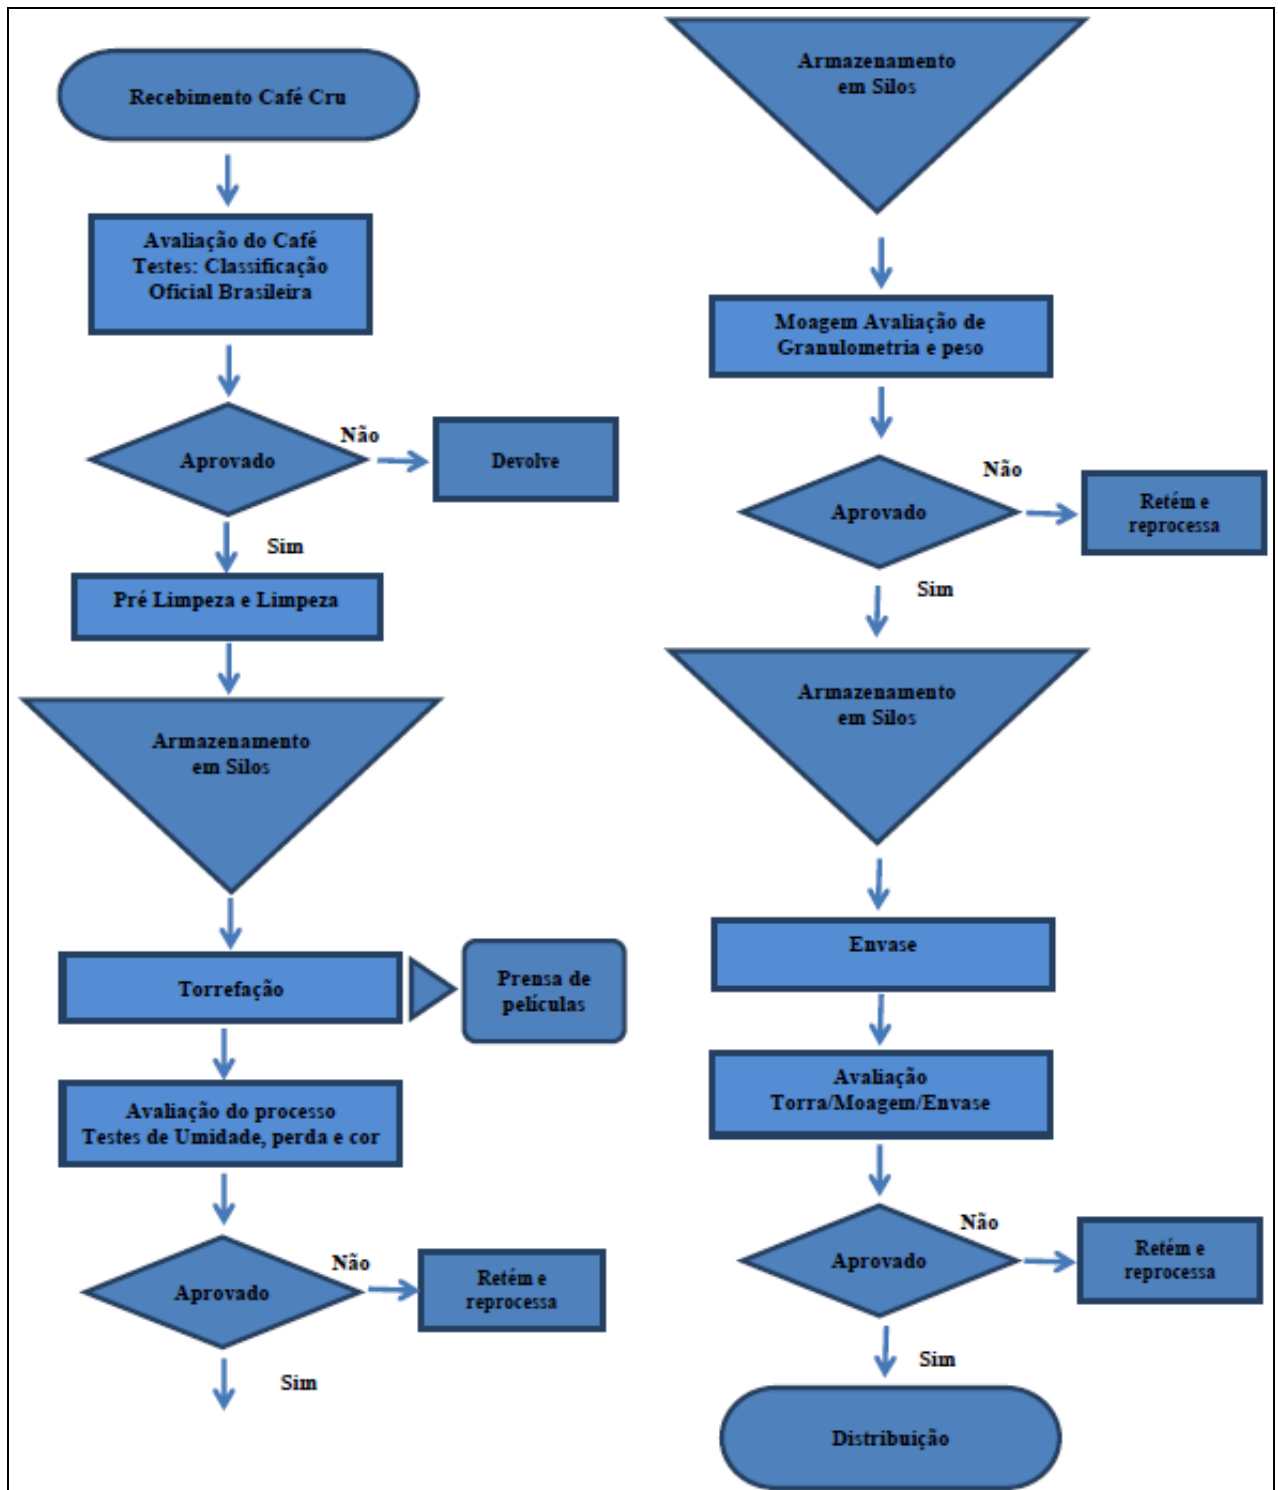 Recebimento Café Cru
Avaliação do Café
Testes: Classificação
Oficial Brasileira
Aprovado
Não
Devolve
Sim
Pré Limpeza e Limpeza
Armazenamento
em Silos
Torrefação
Prensa de
películas
Avaliação do processo
Testes de Umidade, perda e cor
Aprovado
Não
Retém e
reprocessa
Sim
Armazenamento
em Silos
Moagem Avaliação de
Granulometria e peso
Aprovado
Não
Retém e
reprocessa
Sim
Armazenamento
em Silos
Envase
Avaliação
Torra/Moagem/Envase
Aprovado
Não
Retém e
reprocessa
Sim
Distribuição